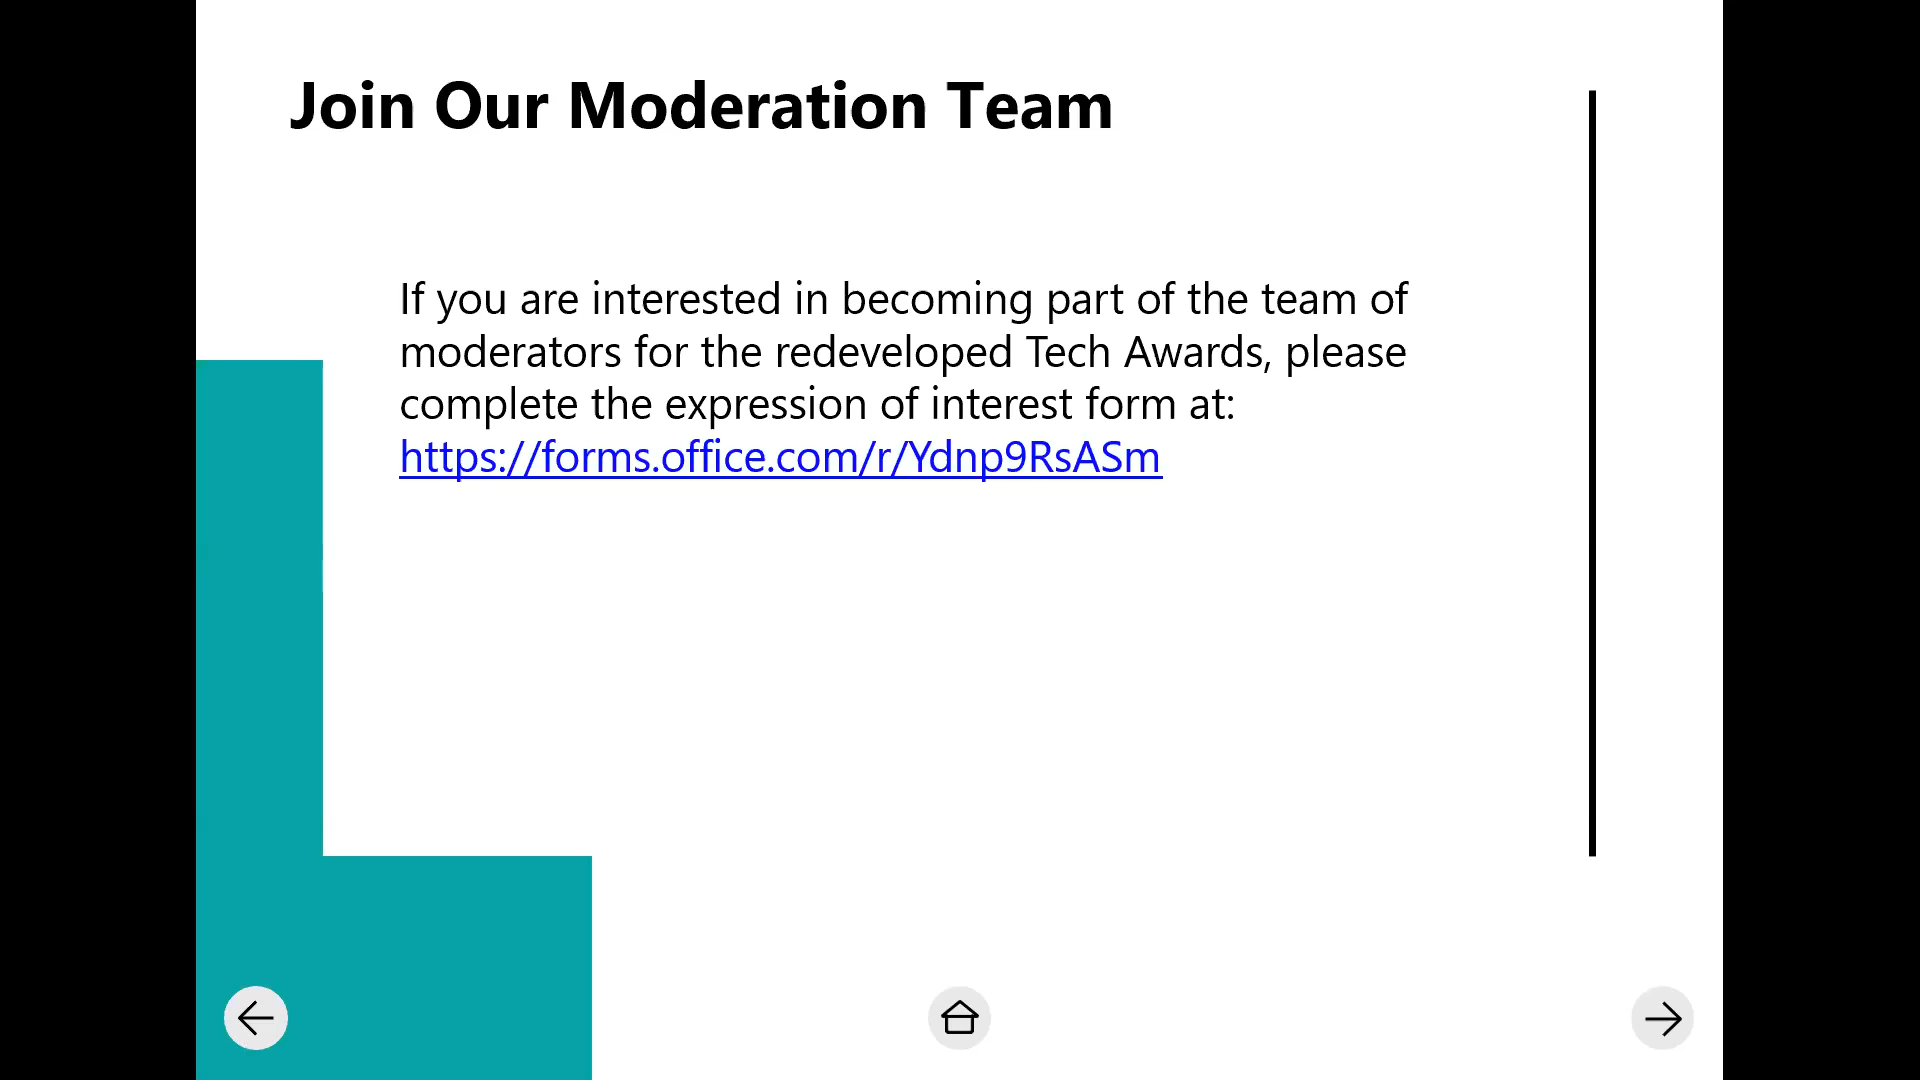 Join Our Moderation Team
If you are interested in becoming part of the team of
moderators for the redeveloped Tech Awards, please
complete the expression of interest form at:
https://forms.office.com/r/Ydnp9RsASm